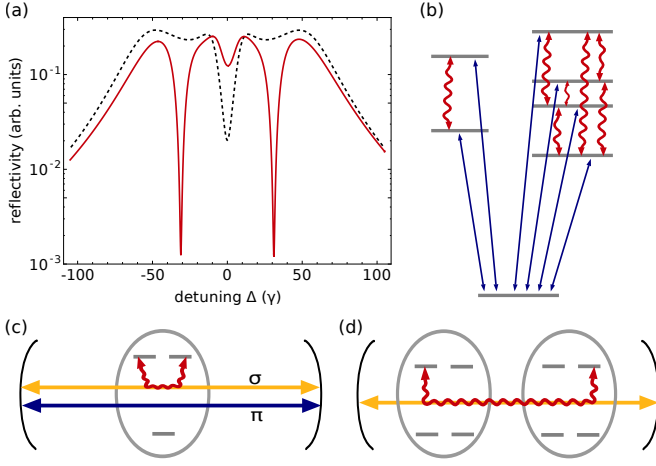 (a)
(b)
reflectivity (arb. units)
10⁻¹
10⁻²
10⁻³
-100 -50 0 50 100
detuning Δ (γ)
(c)
(d)
σ
π